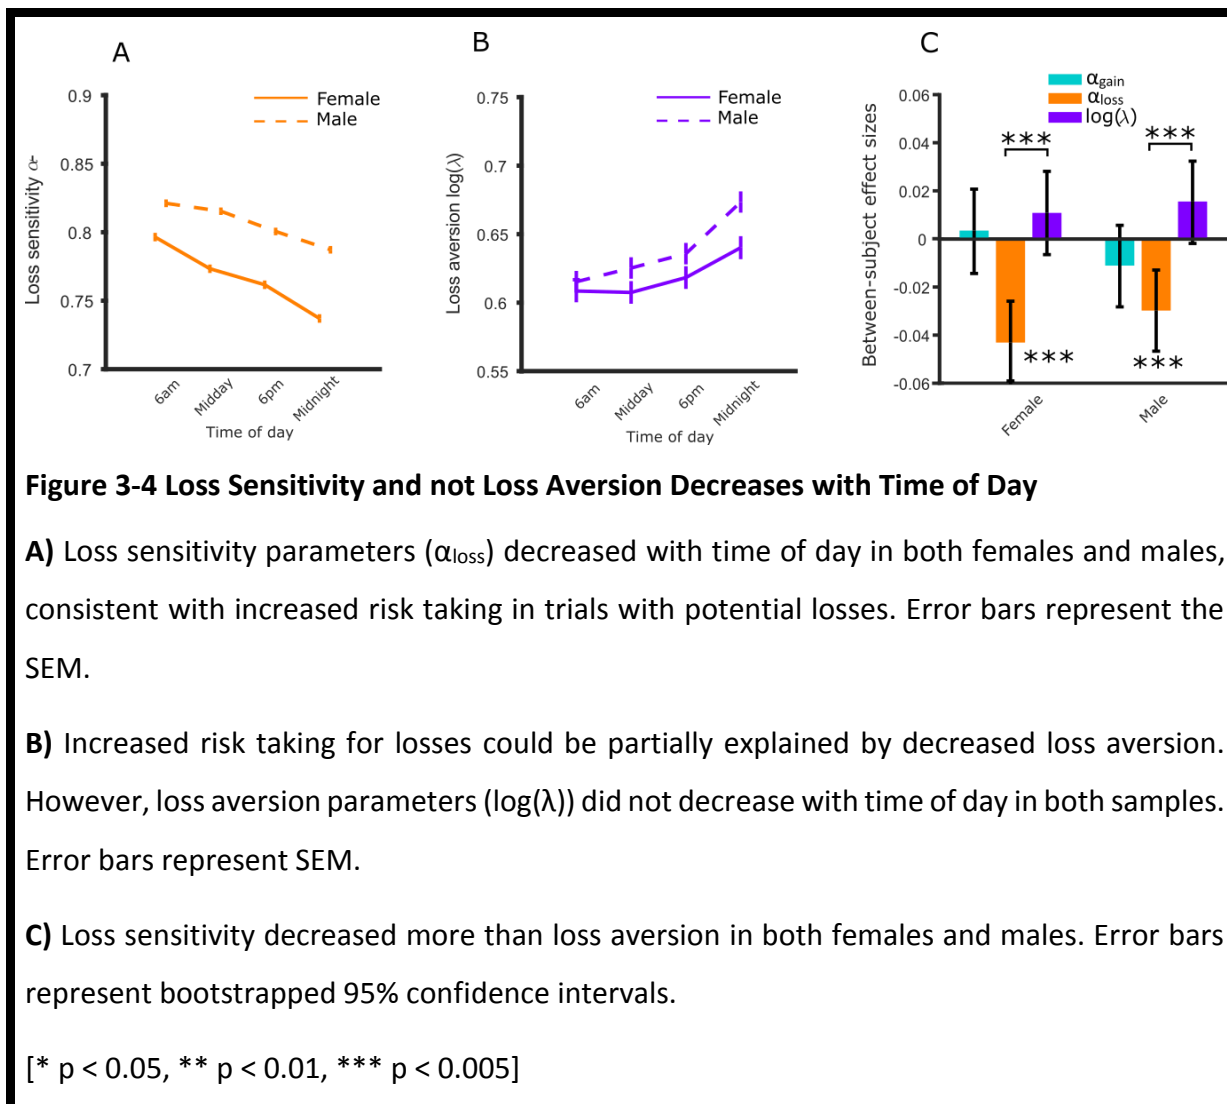 A
Female
Male
0.9
0.85
0.8
0.75
0.7
Loss sensitivity α-
6am
Midday
6pm
Midnight
Time of day
B
Female
Male
0.75
0.7
0.65
0.6
0.55
Loss aversion log(λ)
6am
Midday
6pm
Midnight
Time of day
C
αgain
αloss
log(λ)
0.06
0.04
0.02
0
-0.02
-0.04
-0.06
Between-subject effect sizes
***
***
***
***
Female
Male
Figure 3-4 Loss Sensitivity and not Loss Aversion Decreases with Time of Day
A) Loss sensitivity parameters (αloss) decreased with time of day in both females and males,
consistent with increased risk taking in trials with potential losses. Error bars represent the
SEM.
B) Increased risk taking for losses could be partially explained by decreased loss aversion.
However, loss aversion parameters (log(λ)) did not decrease with time of day in both samples.
Error bars represent SEM.
C) Loss sensitivity decreased more than loss aversion in both females and males. Error bars
represent bootstrapped 95% confidence intervals.
[* p < 0.05, ** p < 0.01, *** p < 0.005]